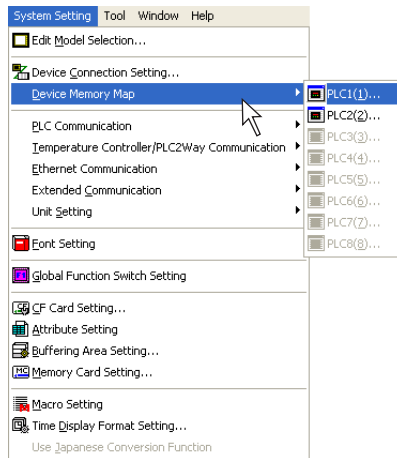 System Setting Tool Window Help
Edit Model Selection...
Device Connection Setting...
Device Memory Map
PLC1(1)...
PLC2(2)...
PLC3(3)...
PLC4(4)...
PLC5(5)...
PLC6(6)...
PLC7(7)...
PLC8(8)...
PLC Communication
Temperature Controller/PLC2Way Communication
Ethernet Communication
Extended Communication
Unit Setting
Font Setting
Global Function Switch Setting
CF Card Setting...
Attribute Setting
Buffering Area Setting...
Memory Card Setting...
Macro Setting
Time Display Format Setting...
Use Japanese Conversion Function